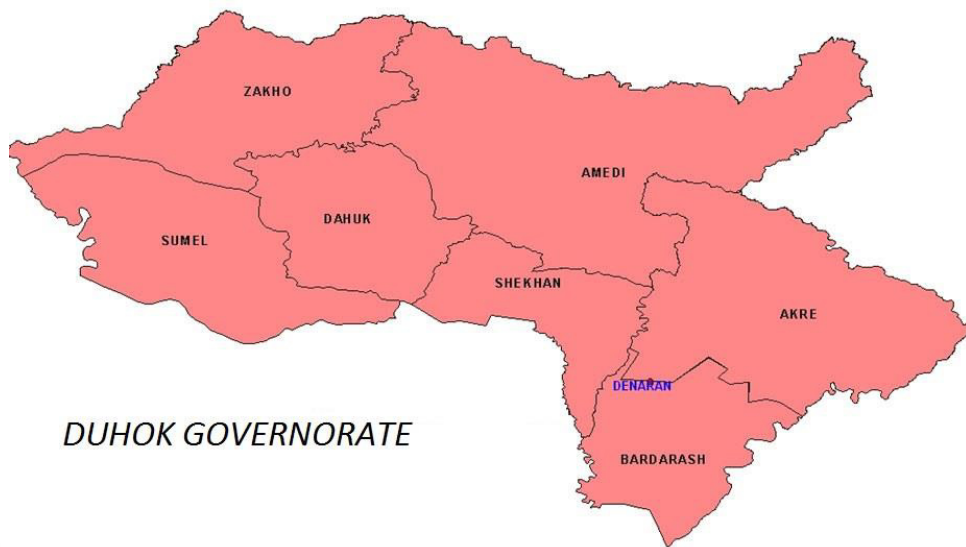 ZAKHO
AMEDI
DAHUK
SUMEL
SHEKHAN
AKRE
DENARAN
DUHOK GOVERNORATE
BARDARASH